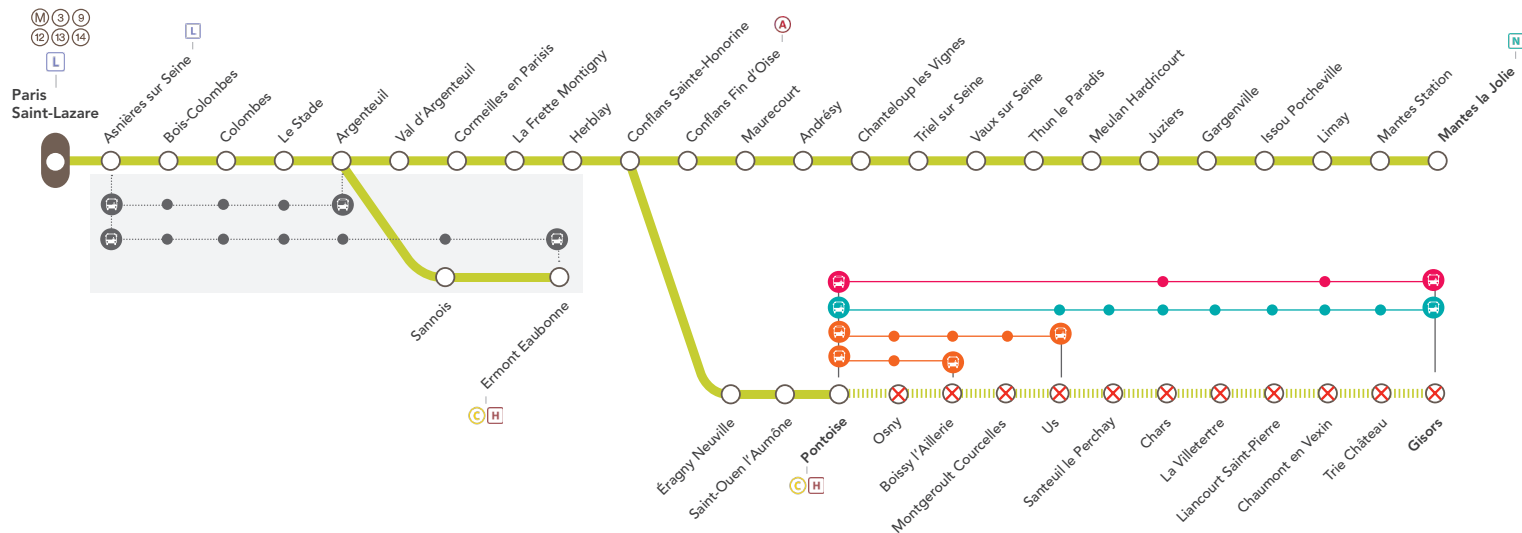 M 3 9
12 13 14
L
Paris
Saint-Lazare
Asnières sur Seine
L
Bois-Colombes
Colombes
Le Stade
Argenteuil
Val d'Argenteuil
Cormeilles en Parisis
La Frette Montigny
Herblay
Conflans Sainte-Honorine
Conflans Fin d'Oise
A
Maurecourt
Andrésy
Chanteloup les Vignes
Triel sur Seine
Vaux sur Seine
Thun le Paradis
Meulan Hardricourt
Juziers
Gargenville
Issou Porcheville
Limay
Mantes Station
Mantes la Jolie
N
Sannois
Ermont Eaubonne
C H
Éragny Neuville
Saint-Ouen l'Aumône
Pontoise
C H
Osny
Boissy l'Aillerie
Montgeroult Courcelles
Us
Santeuil le Perchay
Chars
La Villetertre
Liancourt Saint-Pierre
Chaumont en Vexin
Trie Château
Gisors